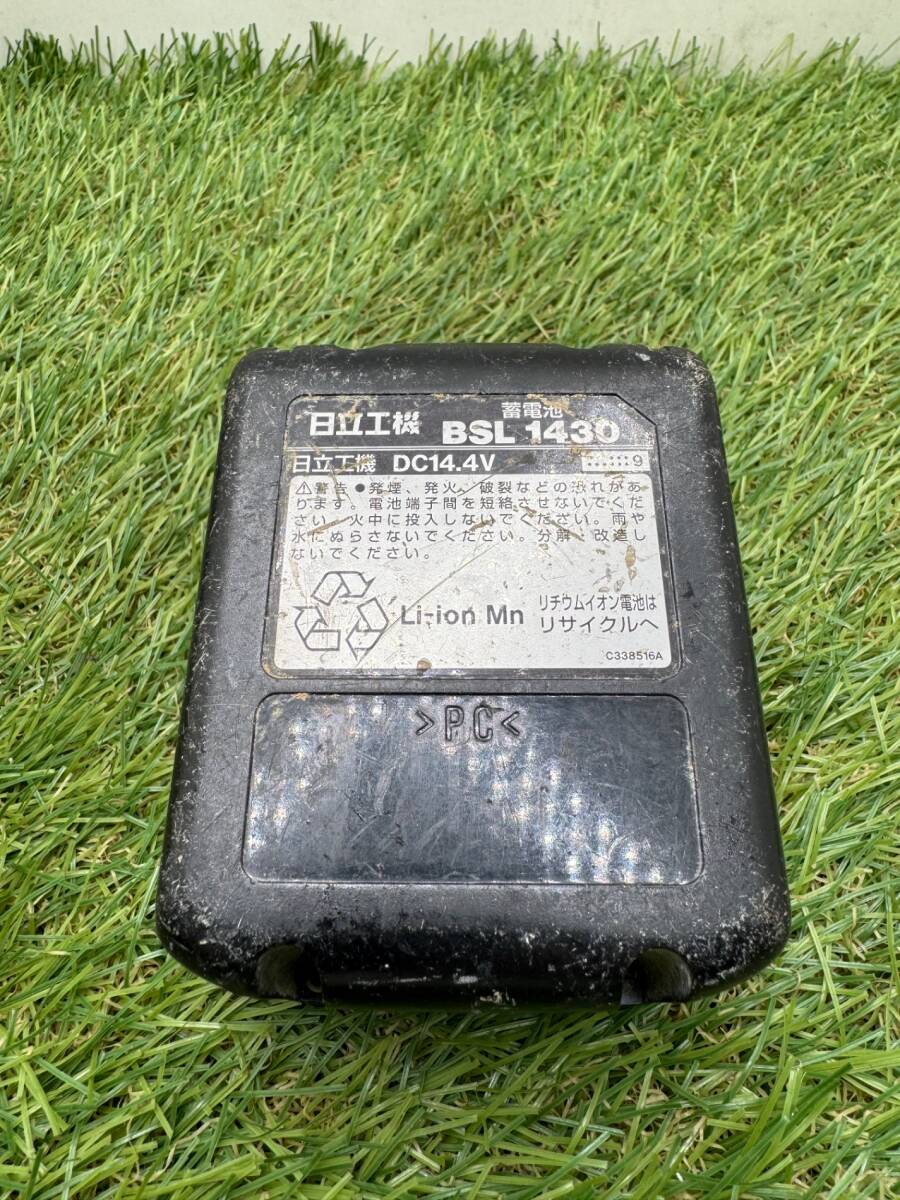 日立工機 蓄電池
BSL 1430
日立工機 DC14.4V 9
⚠警告 ●発煙、発火、破裂などの恐れがあ
ります。電池端子間を短絡させないでくだ
さい。火中に投入しないでください。雨や
水にぬらさないでください。分解・改造し
ないでください。
Li-ion Mn リチウムイオン電池は
リサイクルへ
C338516A
>PC<